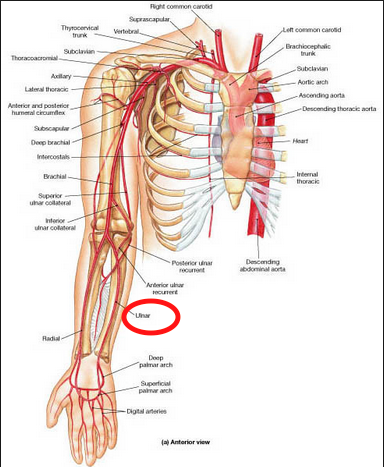 Right common carotid
Suprascapular
Thyrocervical
trunk
Vertebral
Subclavian
Thoracoacromial
Axillary
Lateral thoracic
Anterior and posterior
humeral circumflex
Subscapular
Deep brachial
Intercostals
Brachial
Superior
ulnar collateral
Inferior
ulnar collateral
Left common carotid
Brachiocephalic
trunk
Subclavian
Aortic arch
Ascending aorta
Descending thoracic aorta
Heart
Internal
thoracic
Descending
abdominal aorta
Posterior ulnar
recurrent
Anterior ulnar
recurrent
Ulnar
Radial
Deep
palmar arch
Superficial
palmar arch
Digital arteries
(a) Anterior view